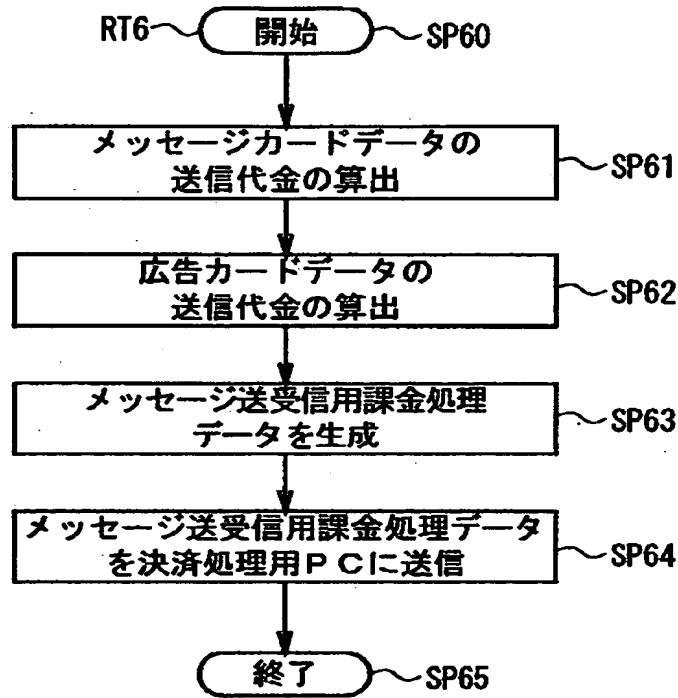 RT6 開始 SP60
メッセージカードデータの
送信代金の算出
SP61
広告カードデータの
送信代金の算出
SP62
メッセージ送受信用課金処理
データを生成
SP63
メッセージ送受信用課金処理データ
を決済処理用PCに送信
SP64
終了 SP65